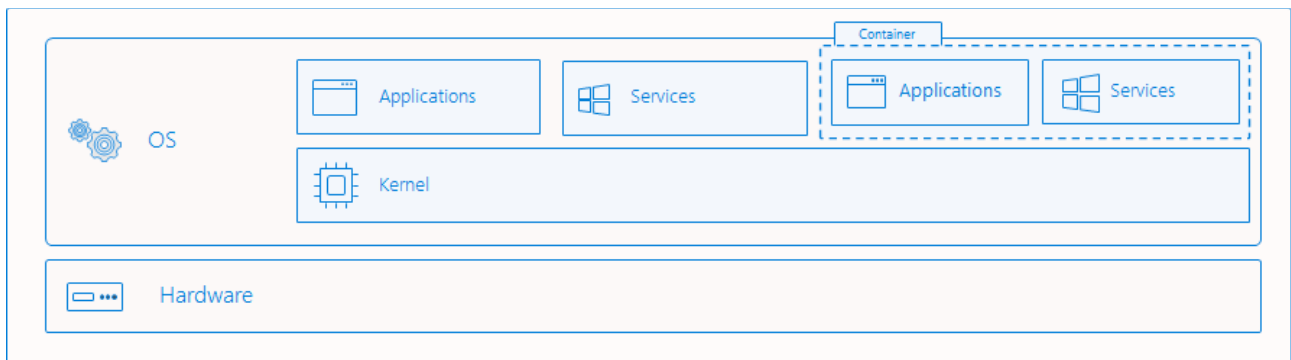 Container
Applications
Services
Applications
Services
OS
Kernel
Hardware